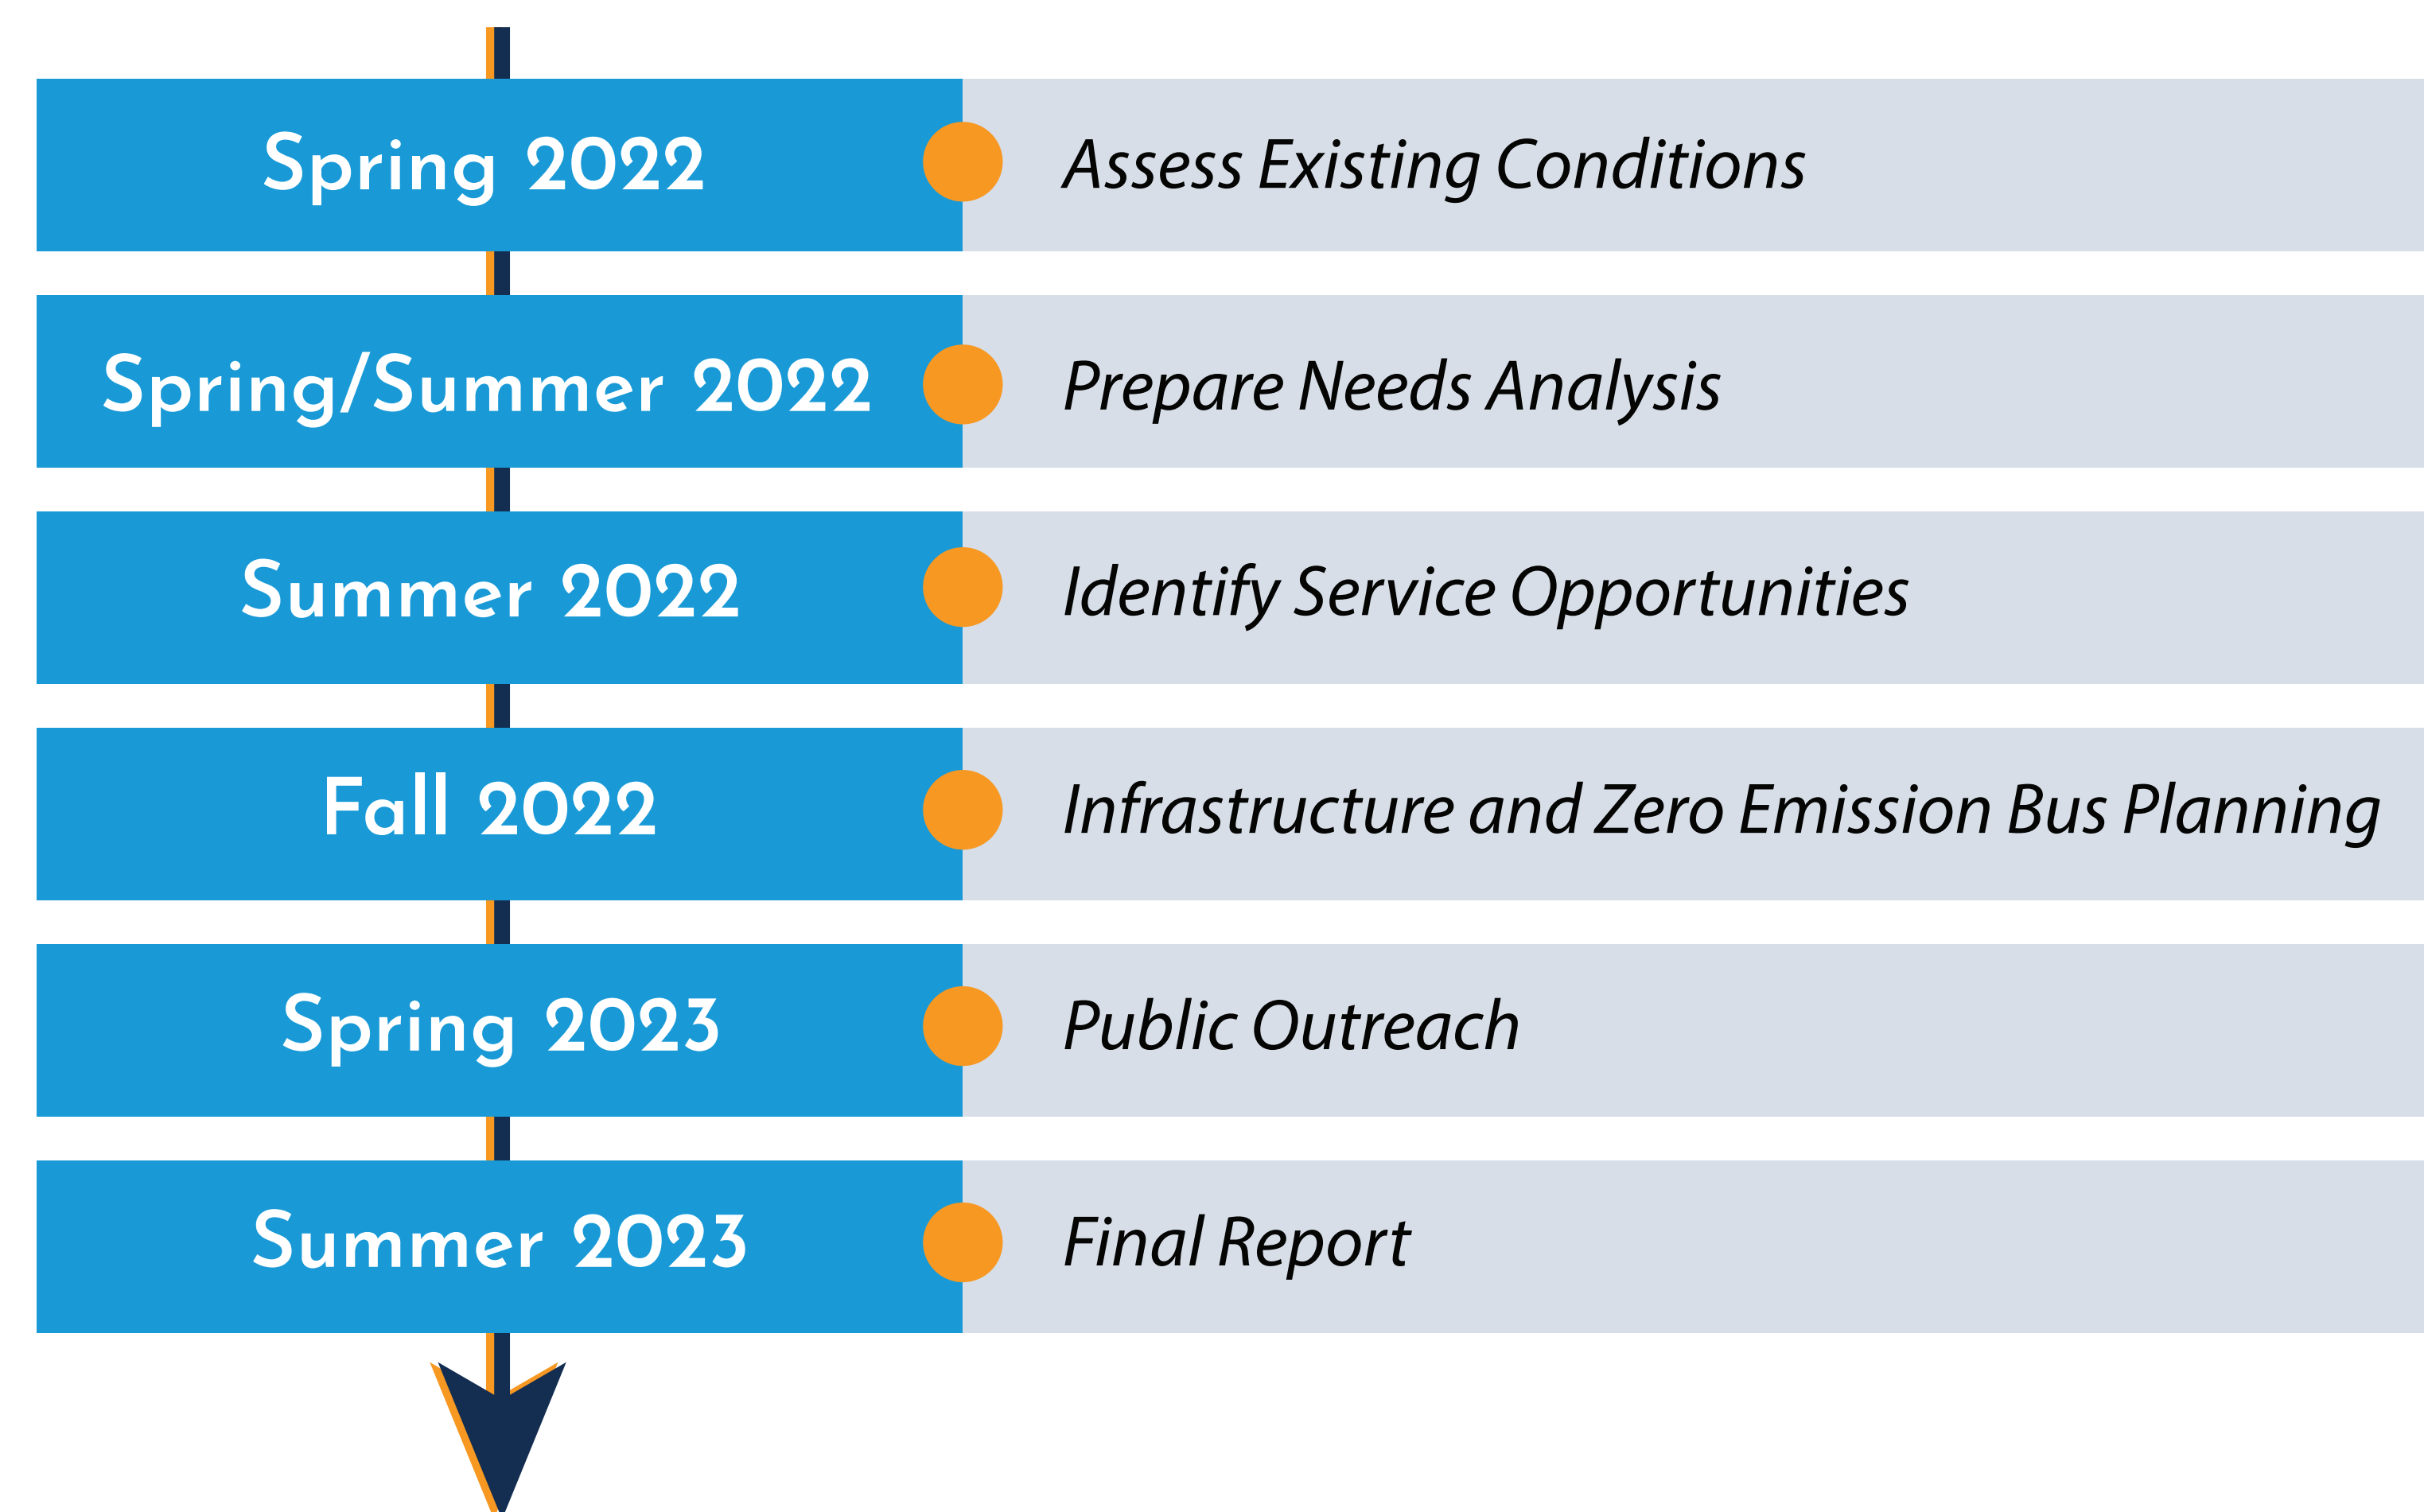 Spring 2022
Assess Existing Conditions
Spring/Summer 2022
Prepare Needs Analysis
Summer 2022
Identify Service Opportunities
Fall 2022
Infrastructure and Zero Emission Bus Planning
Spring 2023
Public Outreach
Summer 2023
Final Report